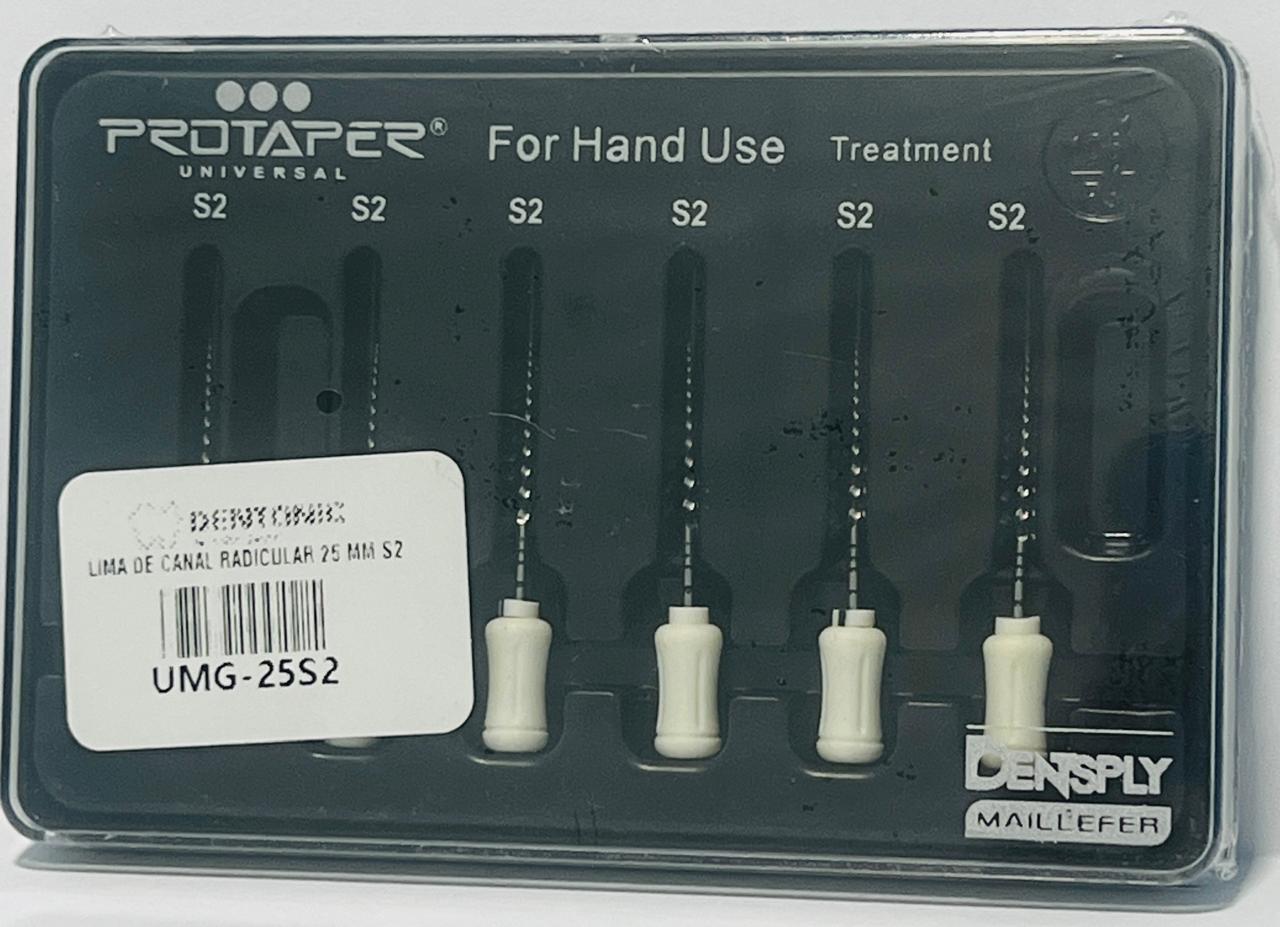 PROTAPER® For Hand Use Treatment
UNIVERSAL
S2 S2 S2 S2 S2 S2
LIMA DE CANAL RADICULAR 25 MM S2
UMG-25S2
DENTSPLY
MAILLEFER